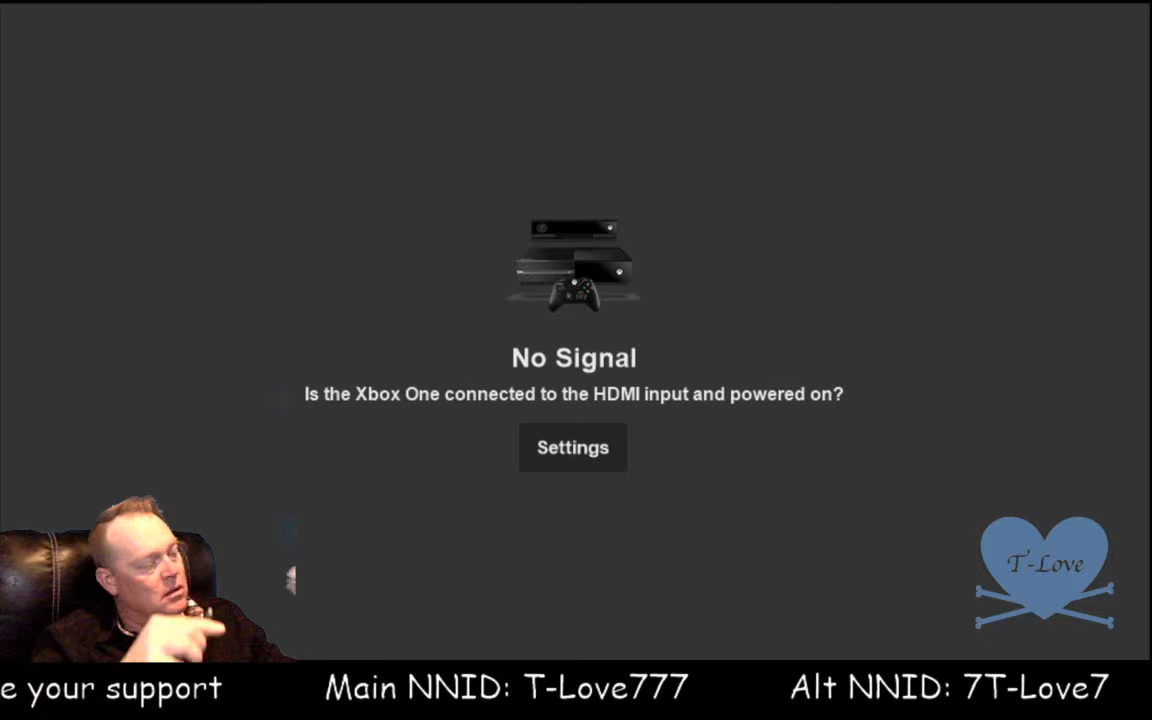 No Signal
Is the Xbox One connected to the HDMI input and powered on?
Settings
T-Love
e your support Main NNID: T-Love777 Alt NNID: 7T-Love7